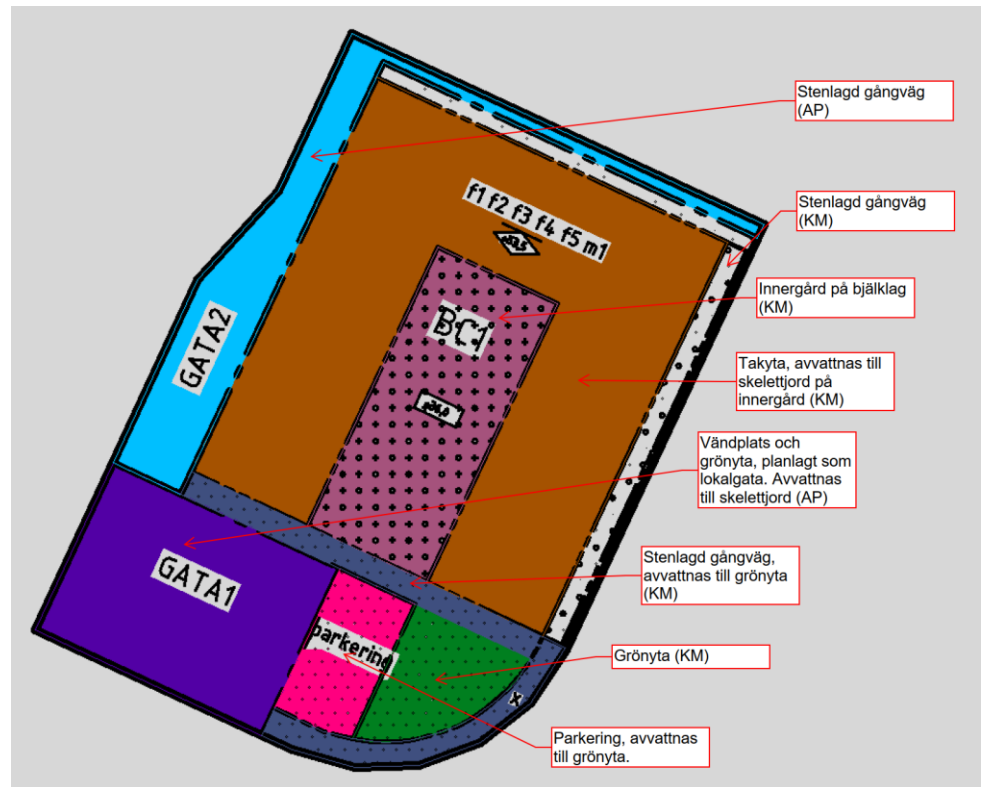 Stenlagd gångväg
(AP)
Stenlagd gångväg
(KM)
f1 f2 f3 f4 f5 m1
Innergård på bjälklag
(KM)
BC1
GATA2
Takyta, avvattnas till
skelettjord på
innergård (KM)
Vändplats och
grönyta, planlagt som
lokalgata. Avvattnas
till skelettjord (AP)
GATA1
Stenlagd gångväg,
avvattnas till grönyta
(KM)
parkering
Grönyta (KM)
x
Parkering, avvattnas
till grönyta.